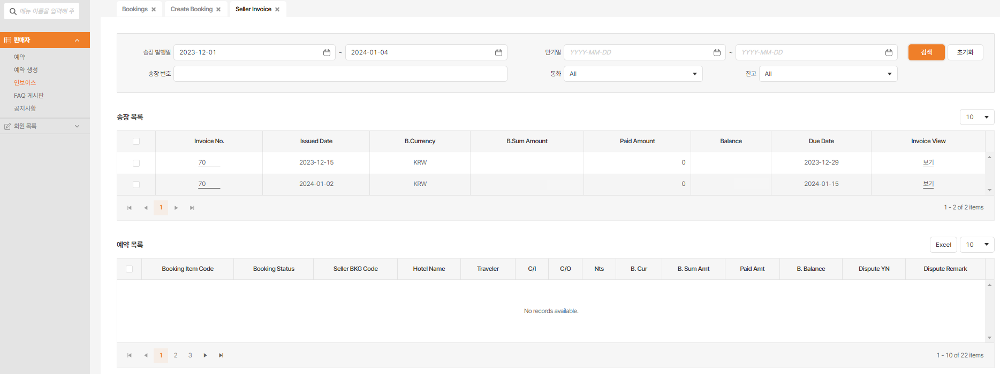 메뉴 이름을 입력해 주
Bookings
Create Booking
Seller Invoice
판매자
예약
예약 생성
인보이스
FAQ 게시판
공지사항
회원 목록
송장 발행일 2023-12-01 ~ 2024-01-04 만기일 YYYY-MM-DD ~ YYYY-MM-DD 검색 초기화
송장 번호 통화 All 잔고 All
송장 목록 10
Invoice No. Issued Date B.Currency B.Sum Amount Paid Amount Balance Due Date Invoice View
70 2023-12-15 KRW 0 2023-12-29 보기
70 2024-01-02 KRW 0 2024-01-15 보기
1 1 - 2 of 2 items
예약 목록 Excel 10
Booking Item Code Booking Status Seller BKG Code Hotel Name Traveler C/I C/O Nts B. Cur B. Sum Amt Paid Amt B. Balance Dispute YN Dispute Remark
No records available.
1 2 3 1 - 10 of 22 items